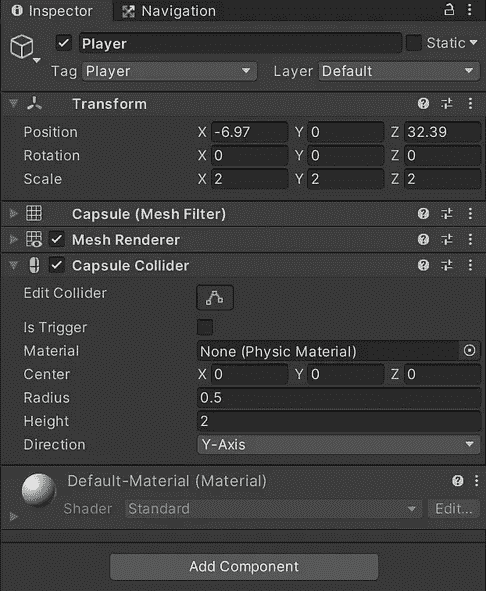 Inspector Navigation
Player Static
Tag Player Layer Default
Transform
Position X -6.97 Y 0 Z 32.39
Rotation X 0 Y 0 Z 0
Scale X 2 Y 2 Z 2
Capsule (Mesh Filter)
Mesh Renderer
Capsule Collider
Edit Collider
Is Trigger
Material None (Physic Material)
Center X 0 Y 0 Z 0
Radius 0.5
Height 2
Direction Y-Axis
Default-Material (Material)
Shader Standard Edit...
Add Component